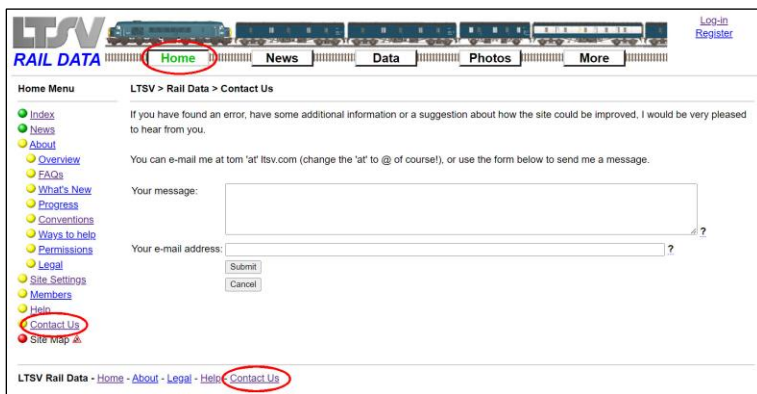 LTSV
RAIL DATA
Home
News
Data
Photos
More
Log-in
Register
Home Menu
Index
News
About
Overview
FAQs
What's New
Progress
Conventions
Ways to help
Permissions
Legal
Site Settings
Members
Help
Contact Us
Site Map
LTSV > Rail Data > Contact Us
If you have found an error, have some additional information or a suggestion about how the site could be improved, I would be very pleased
to hear from you.
You can e-mail me at tom 'at' ltsv.com (change the 'at' to @ of course!), or use the form below to send me a message.
Your message:
?
Your e-mail address:
?
Submit
Cancel
LTSV Rail Data - Home - About - Legal - Help - Contact Us